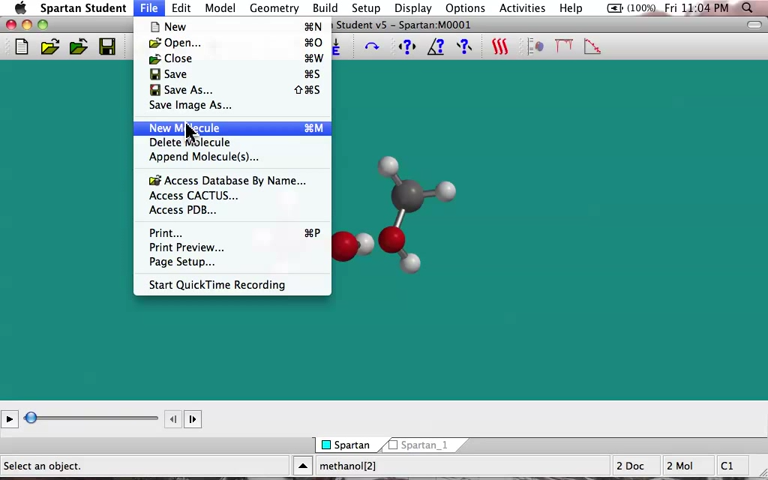 Spartan Student File Edit Model Geometry Build Setup Display Options Activities Help (100%) Fri 11:04 PM
Student v5 - Spartan:M0001
New ⌘N
Open... ⌘O
Close ⌘W
Save ⌘S
Save As... ⇧⌘S
Save Image As...
New Molecule ⌘M
Delete Molecule
Append Molecule(s)...
Access Database By Name...
Access CACTUS...
Access PDB...
Print... ⌘P
Print Preview...
Page Setup...
Start QuickTime Recording
Spartan Spartan_1
Select an object. methanol[2] 2 Doc 2 Mol C1